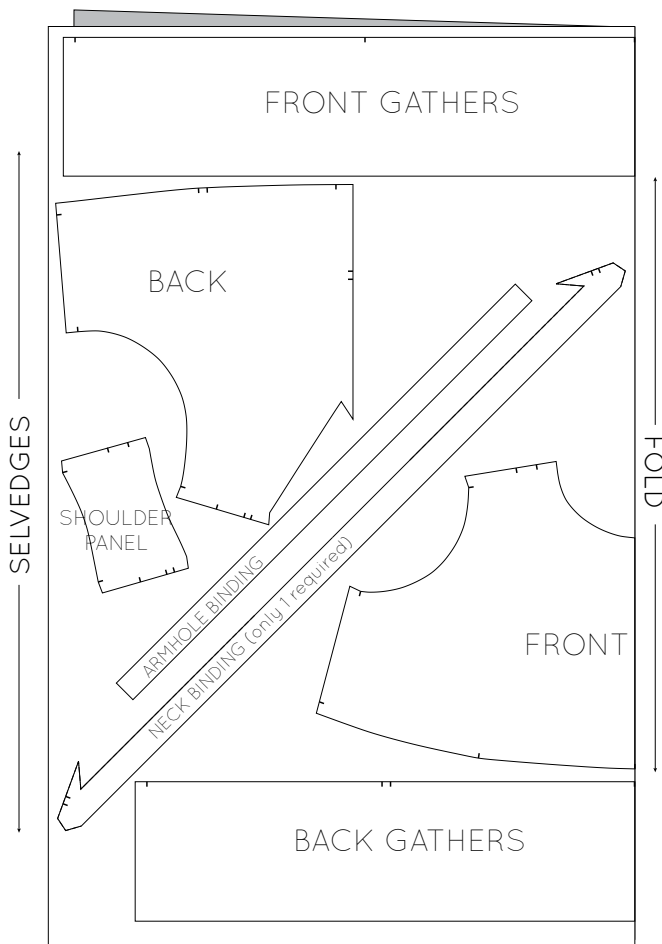 FRONT GATHERS
BACK
SELVEDGES
FOLD
SHOULDER
PANEL
ARMHOLE BINDING
NECK BINDING (only 1 required)
FRONT
BACK GATHERS